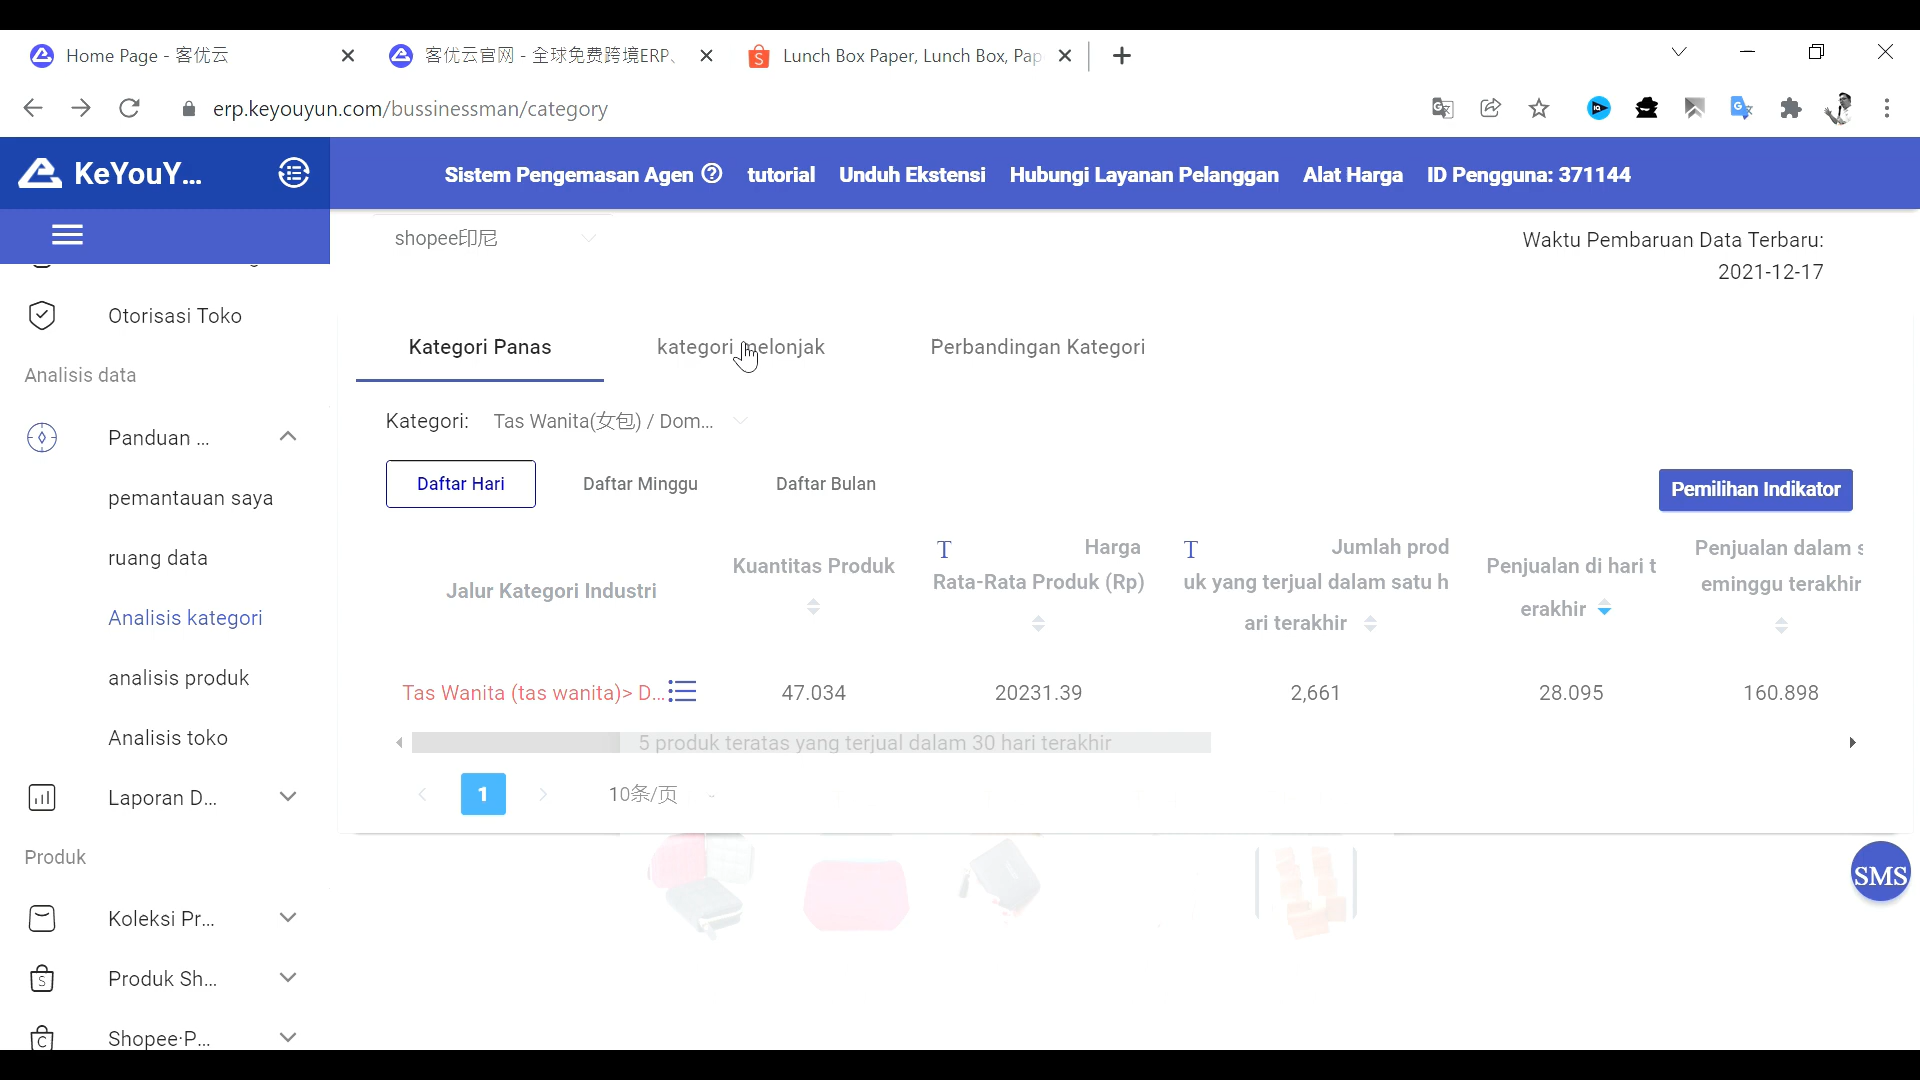 Home Page - 客优云
客优云官网 - 全球免费跨境ERP、
Lunch Box Paper, Lunch Box, Pap
erp.keyouyun.com/bussinessman/category
KeYouY...
Sistem Pengemasan Agen
tutorial
Unduh Ekstensi
Hubungi Layanan Pelanggan
Alat Harga
ID Pengguna: 371144
shopee印尼
Waktu Pembaruan Data Terbaru:
2021-12-17
Otorisasi Toko
Analisis data
Panduan ...
pemantauan saya
ruang data
Analisis kategori
analisis produk
Analisis toko
Laporan D...
Produk
Koleksi Pr...
Produk Sh...
Shopee·P...
Kategori Panas
kategori melonjak
Perbandingan Kategori
Kategori: Tas Wanita(女包) / Dom...
Daftar Hari
Daftar Minggu
Daftar Bulan
Pemilihan Indikator
Jalur Kategori Industri
Kuantitas Produk
T Harga
Rata-Rata Produk (Rp)
T Jumlah prod
uk yang terjual dalam satu h
ari terakhir
Penjualan di hari t
erakhir
Penjualan dalam s
eminggu terakhir
Tas Wanita (tas wanita)> D...
47.034
20231.39
2,661
28.095
160.898
5 produk teratas yang terjual dalam 30 hari terakhir
1
10条/页
SMS